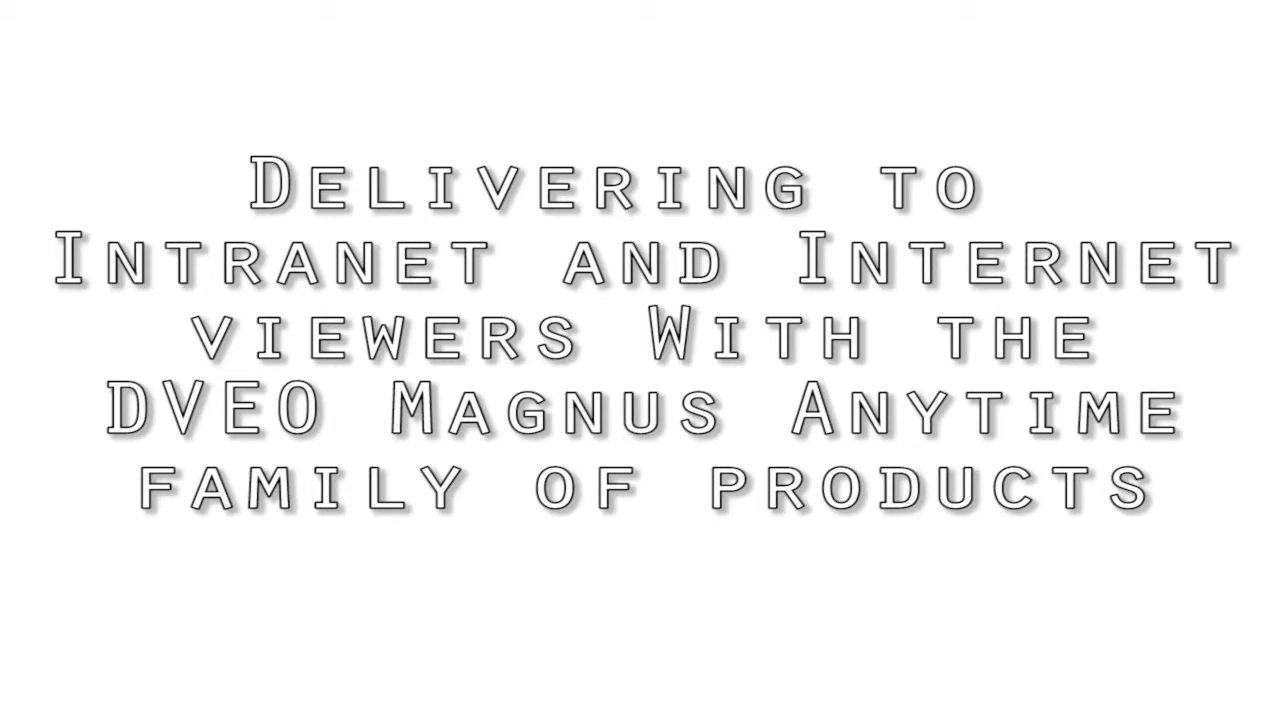 Delivering to
Intranet and Internet
viewers With the
DVEO Magnus Anytime
family of products